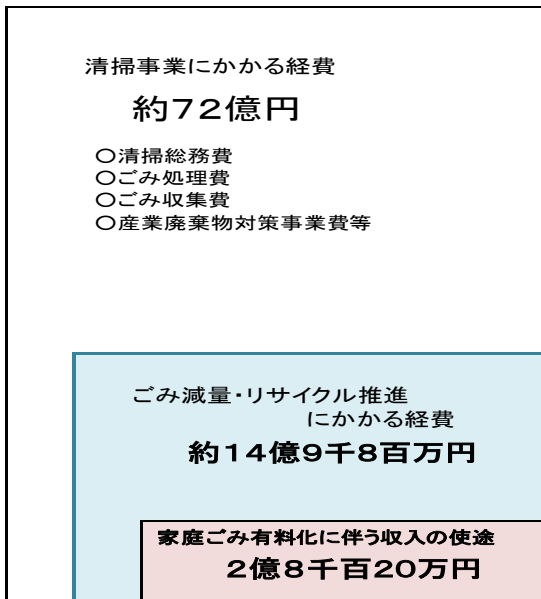 清掃事業にかかる経費
約72億円
○清掃総務費
○ごみ処理費
○ごみ収集費
○産業廃棄物対策事業費等
ごみ減量・リサイクル推進
にかかる経費
約14億9千8百万円
家庭ごみ有料化に伴う収入の使途
2億8千百20万円